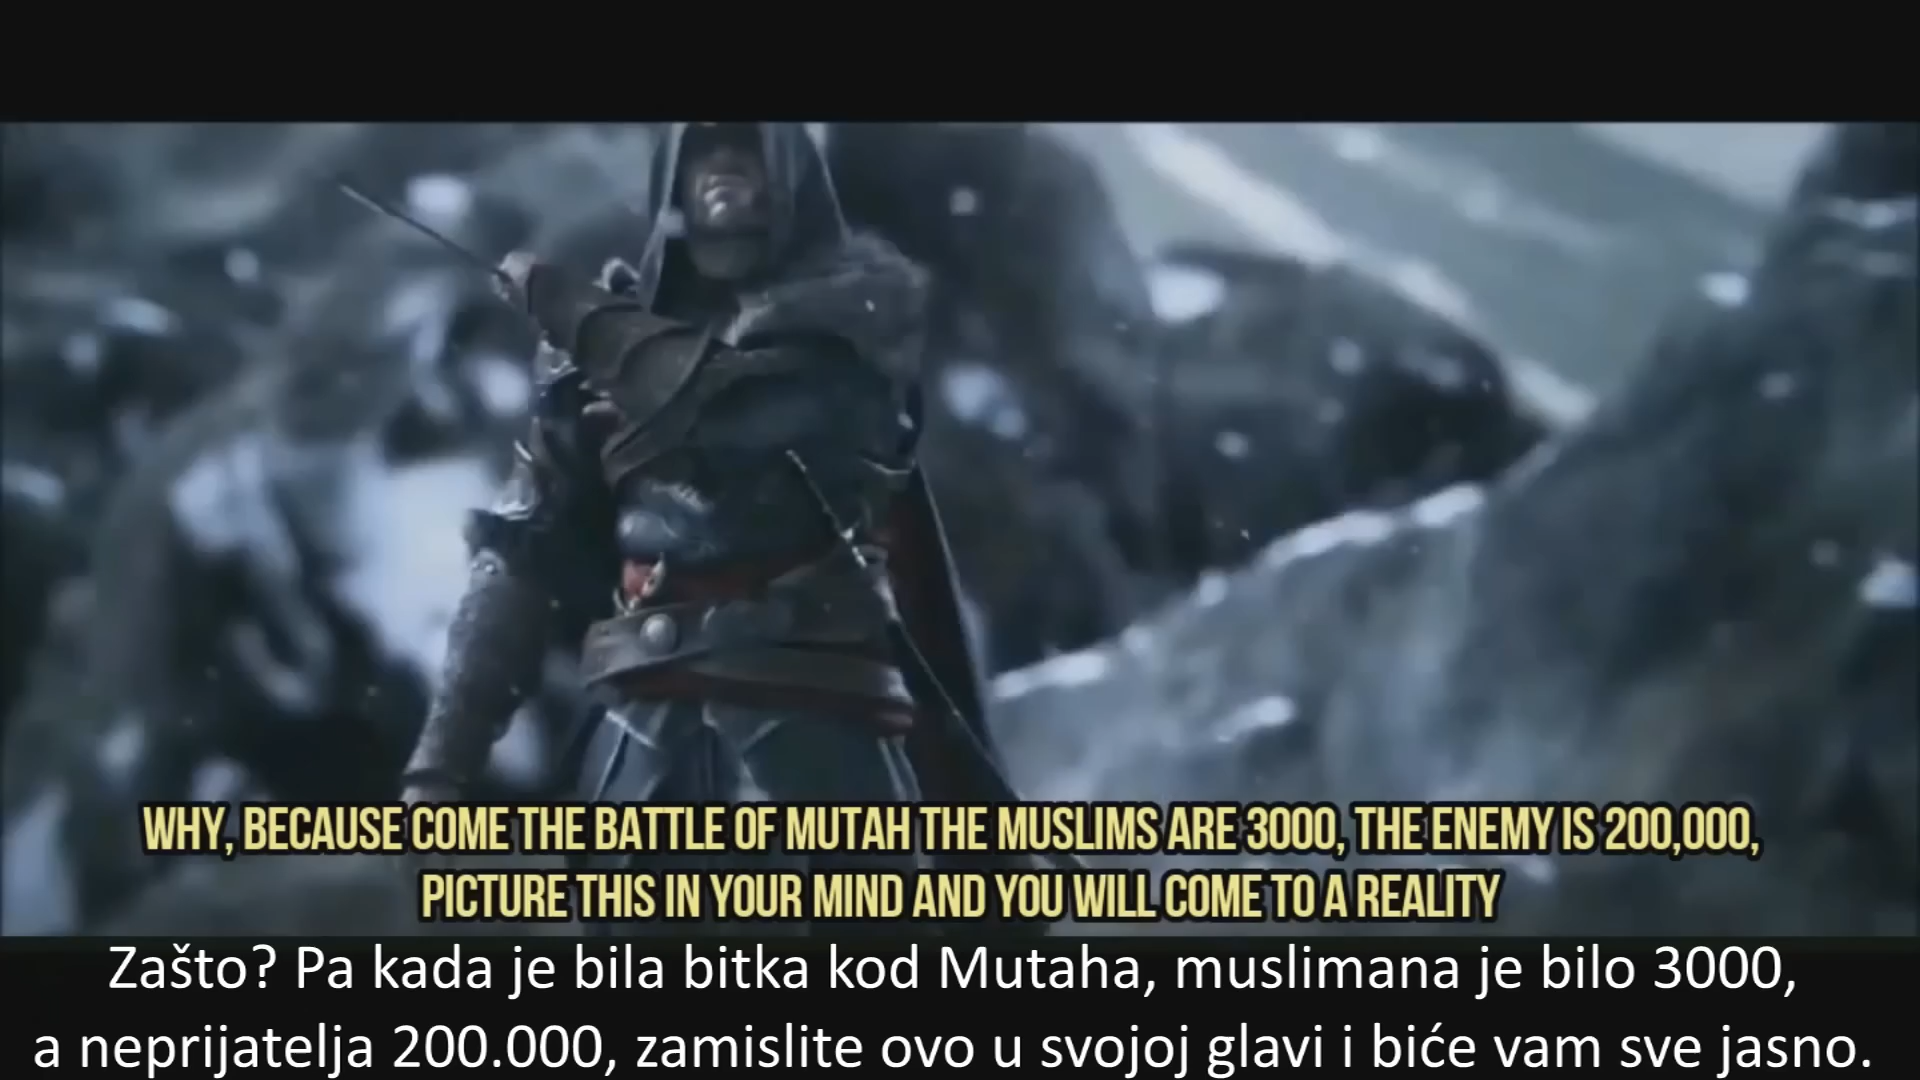 WHY, BECAUSE COME THE BATTLE OF MUTAH THE MUSLIMS ARE 3000, THE ENEMY IS 200,000,
PICTURE THIS IN YOUR MIND AND YOU WILL COME TO A REALITY
Zašto? Pa kada je bila bitka kod Mutaha, muslimana je bilo 3000,
a neprijatelja 200.000, zamislite ovo u svojoj glavi i biće vam sve jasno.